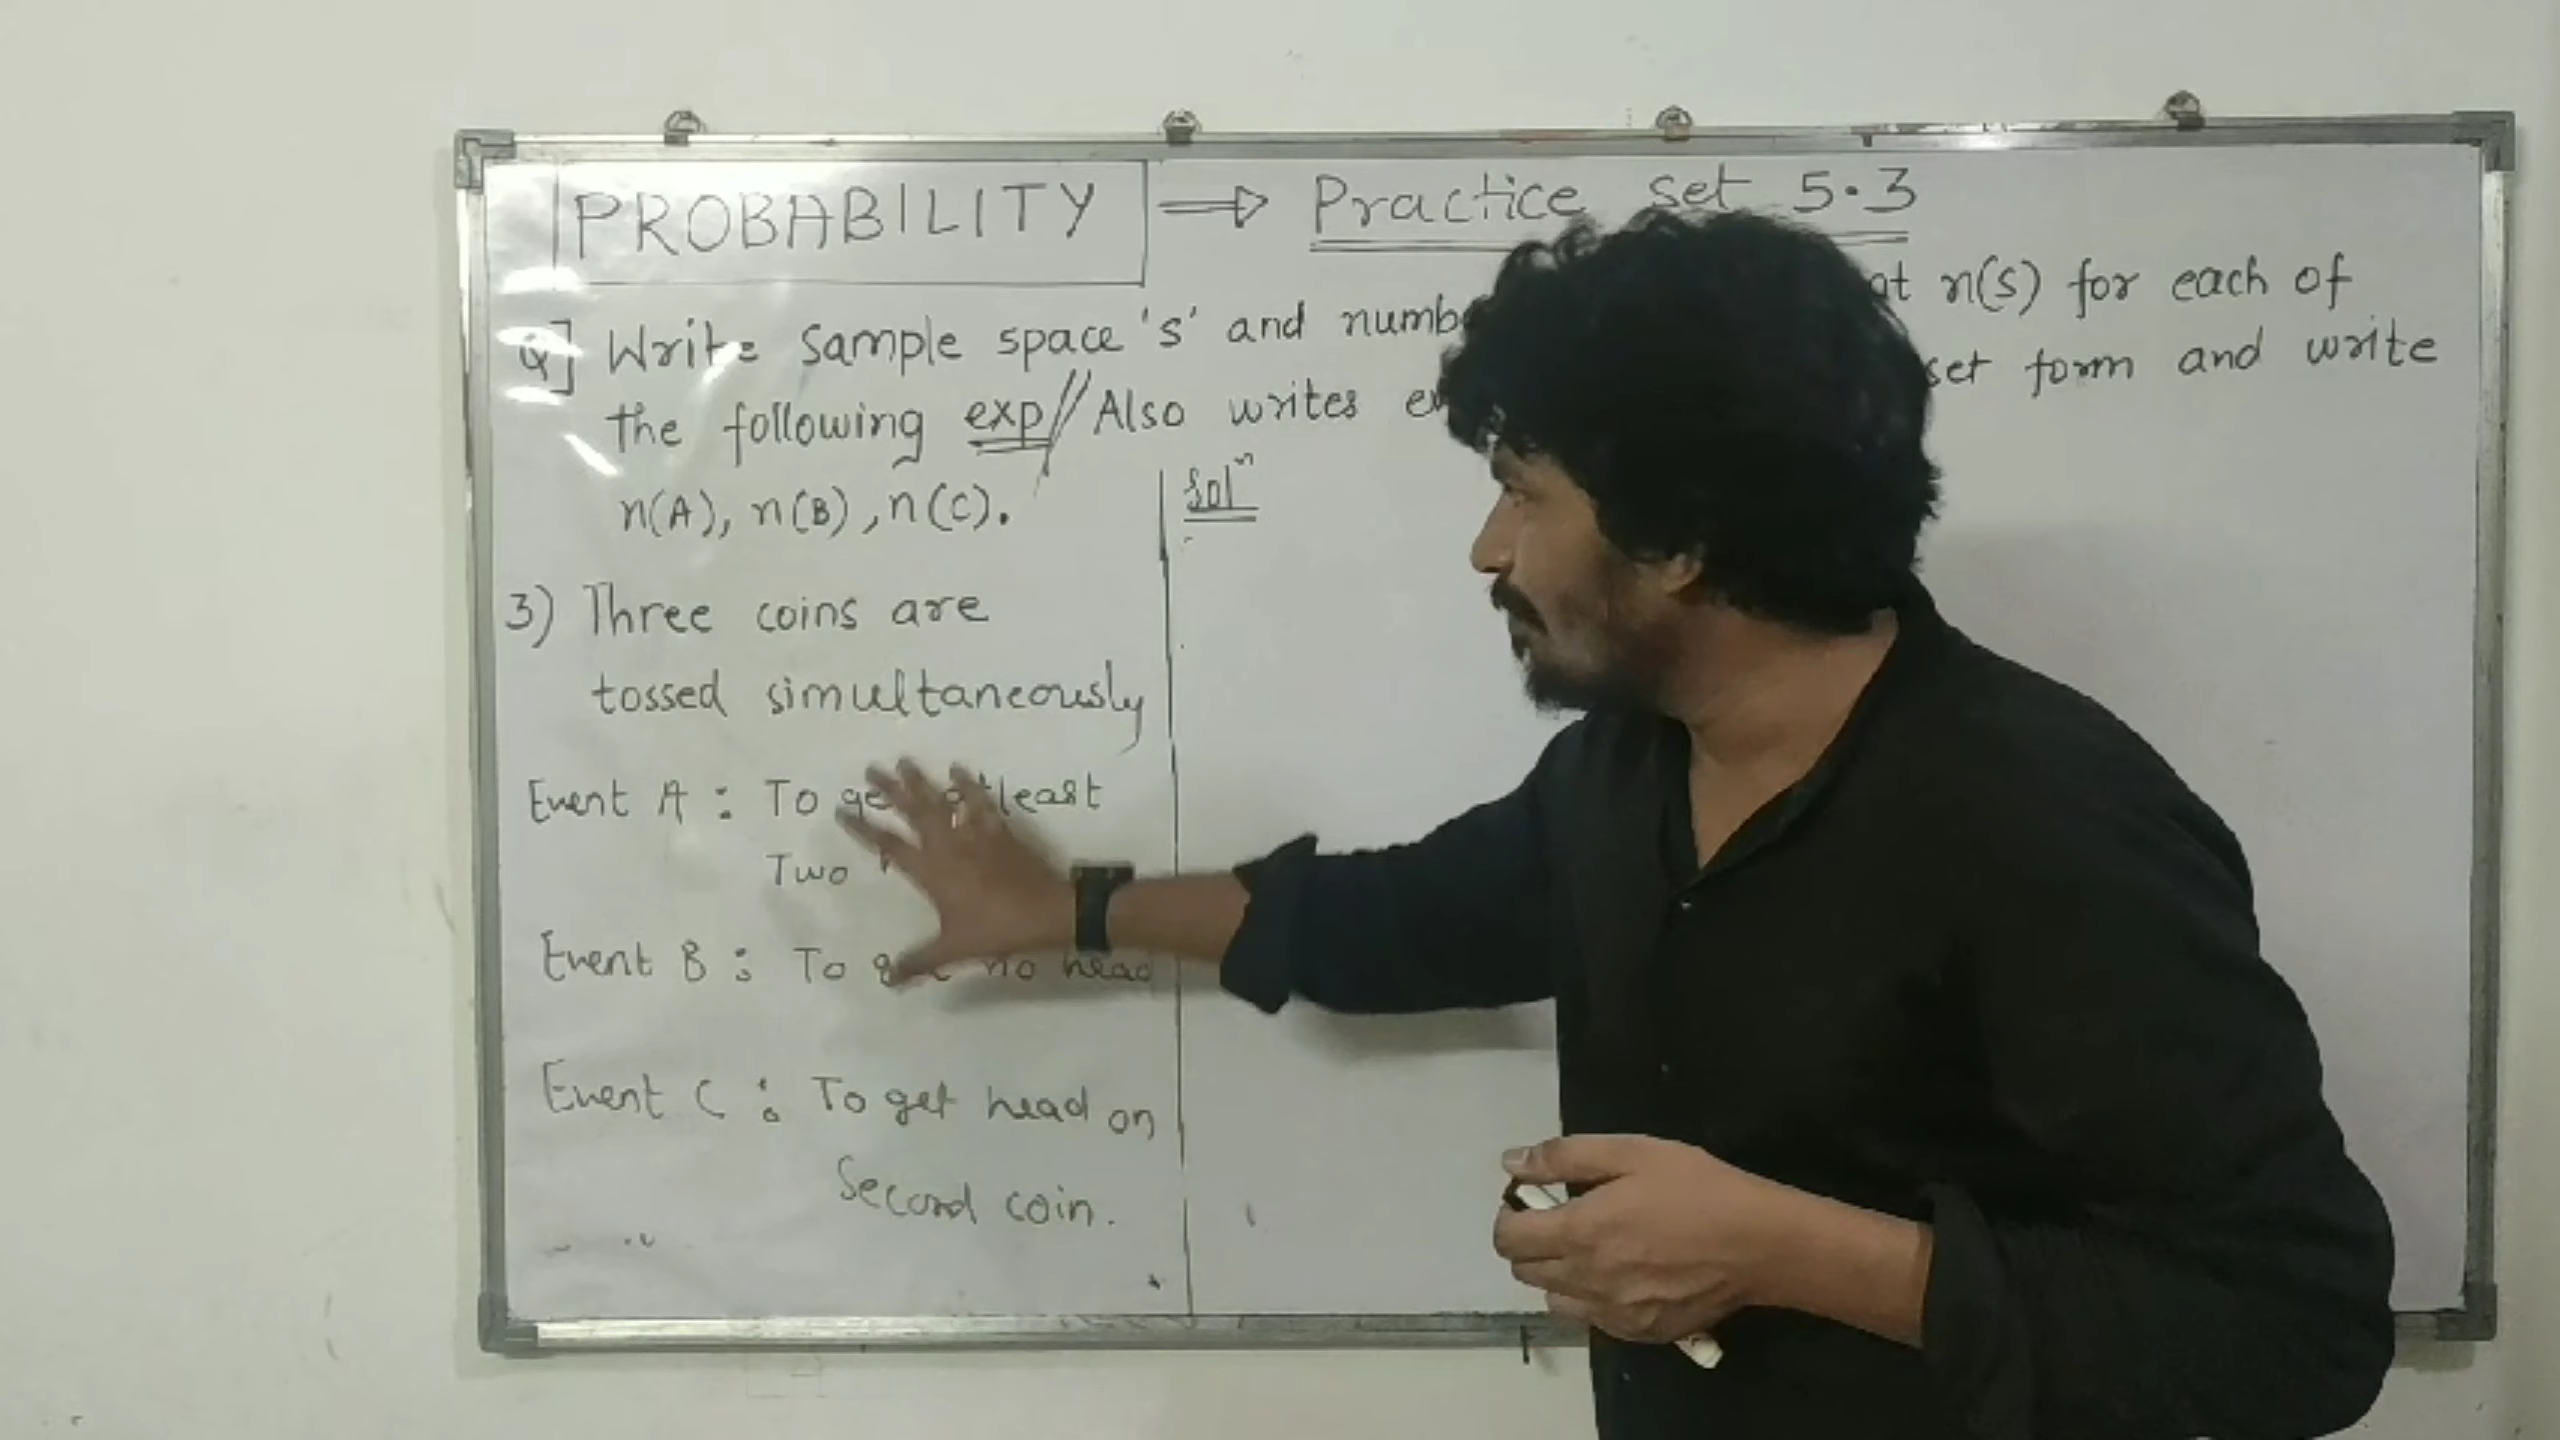 PROBABILITY ⇒ Practice set 5.3
Q] Write sample space 's' and n(s) for each of
the following exp // Also writes set form and write
n(A), n(B), n(C).
Solⁿ
3) Three coins are
tossed simultaneously
Event A : To atleast
Two
Event B : To no head
Event C : To get head on
Second coin.